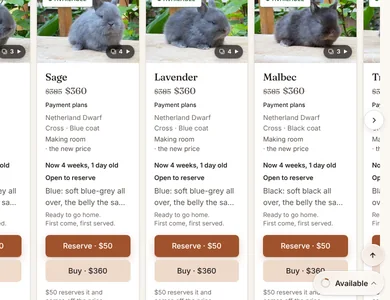 3
4
4
3
Sage
$385 $360
Payment plans
Netherland Dwarf
Cross · Blue coat
Making room
· the new price
Now 4 weeks, 1 day old
Open to reserve
Blue: soft blue-grey all
over, the belly the sa...
Ready to go home.
First come, first served.
Reserve · $50
Buy · $360
$50 reserves it and
Lavender
$385 $360
Payment plans
Netherland Dwarf
Cross · Blue coat
Making room
· the new price
Now 4 weeks, 1 day old
Open to reserve
Blue: soft blue-grey all
over, the belly the sa...
Ready to go home.
First come, first served.
Reserve · $50
Buy · $360
$50 reserves it and
Malbec
$385 $360
Payment plans
Netherland Dwarf
Cross · Black coat
Making room
· the new price
Now 4 weeks, 1 day old
Open to reserve
Black: soft black all
over, the belly the sa...
Ready to go home.
First come, first served.
Reserve · $50
Buy · $360
$50 reserves it and
Available